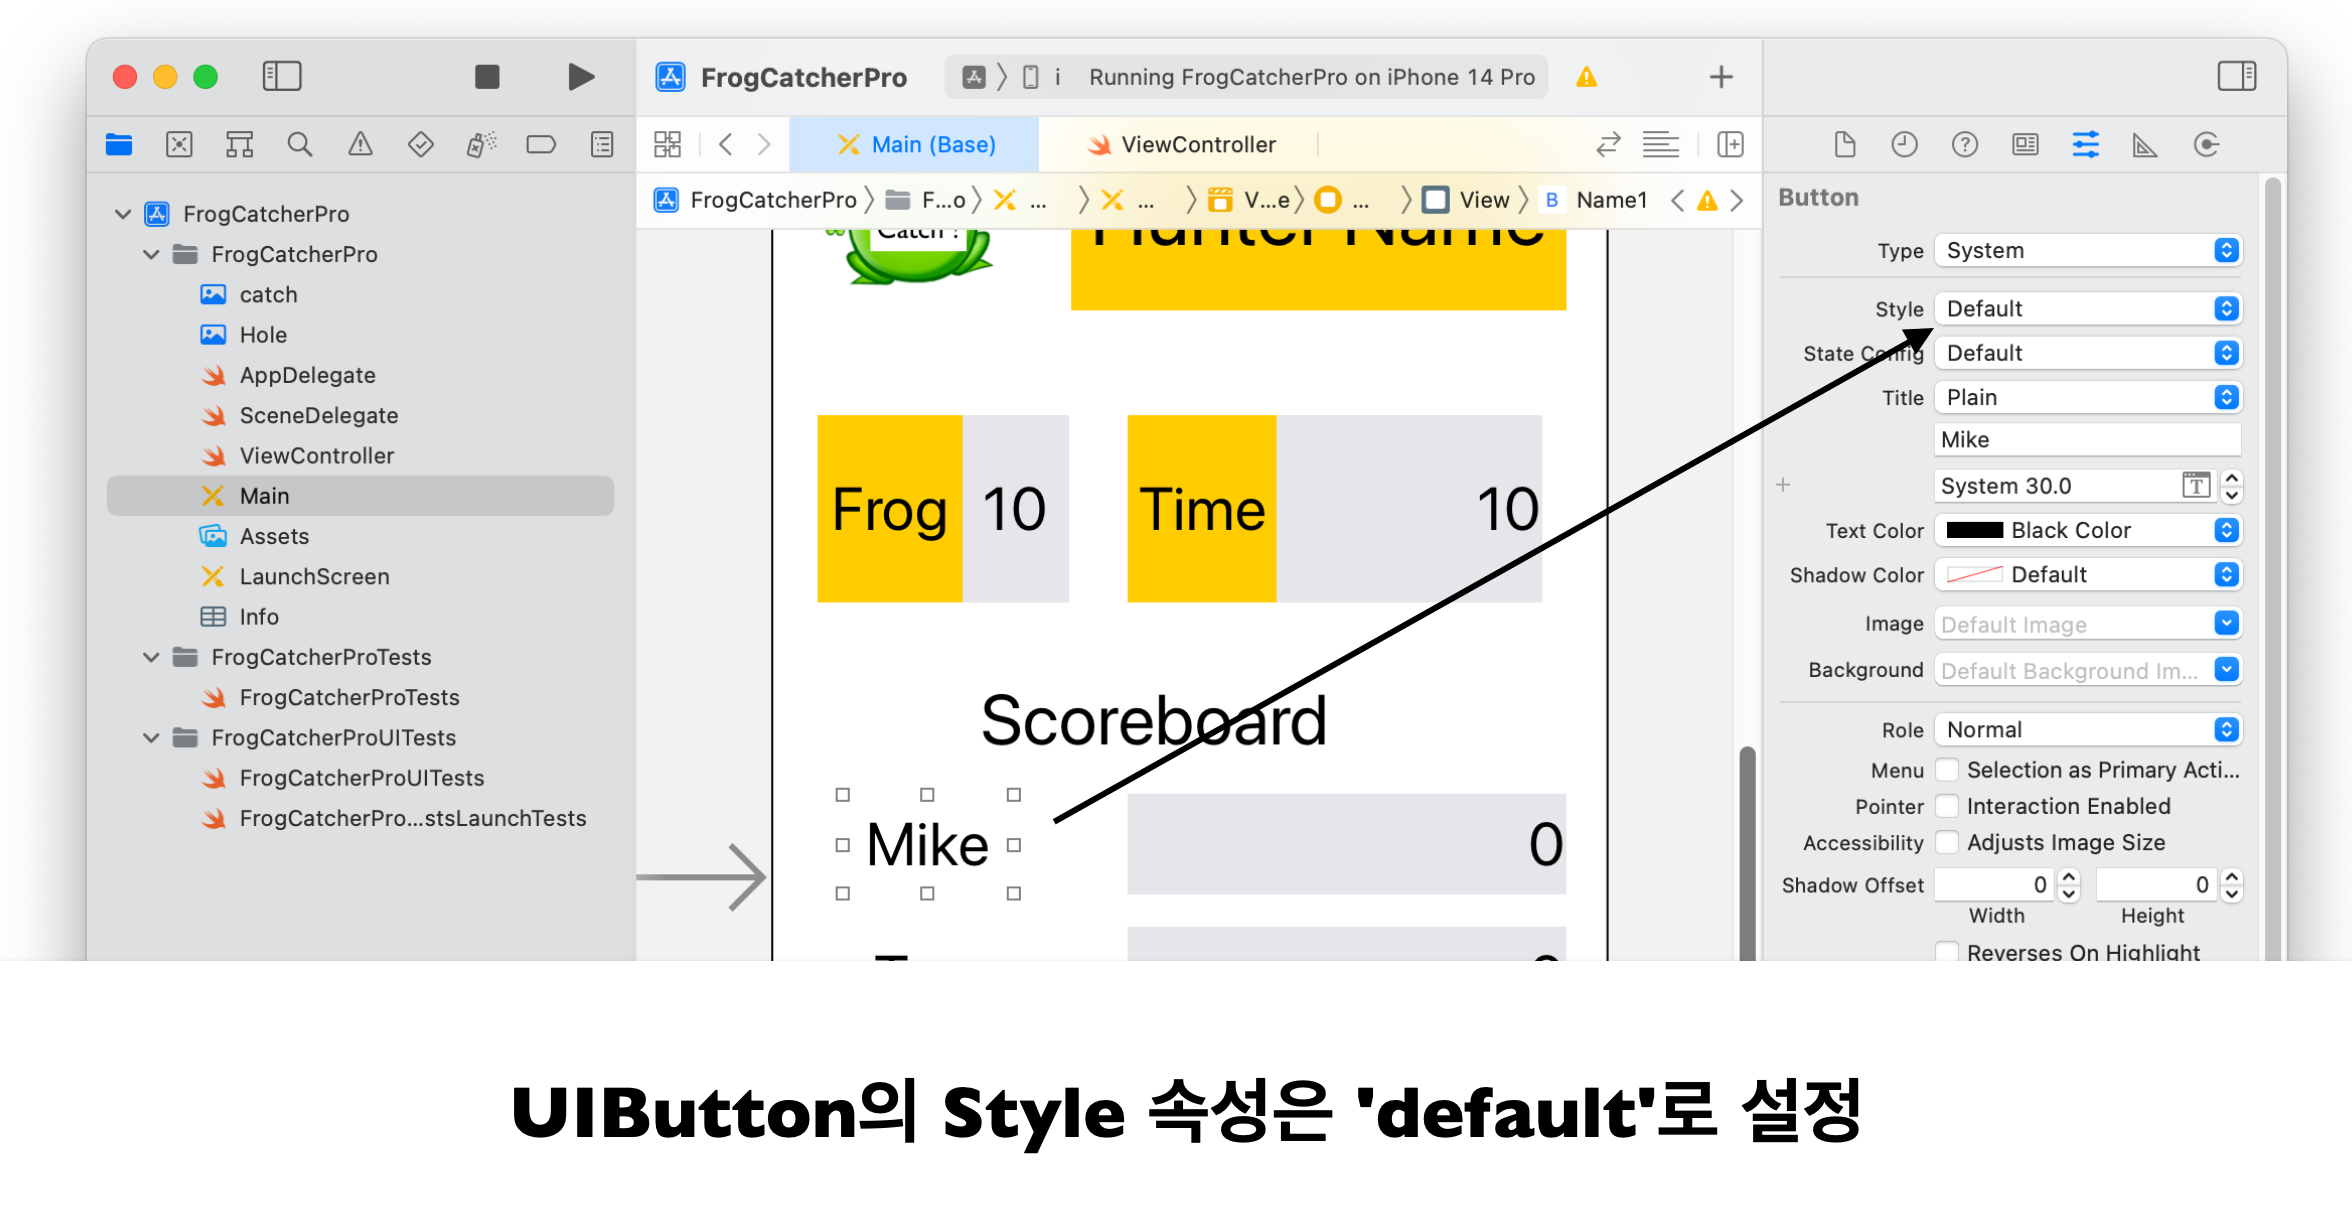 FrogCatcherPro
i Running FrogCatcherPro on iPhone 14 Pro
Main (Base)
ViewController
FrogCatcherPro
F...o
...
...
V...e
...
View
B Name1
FrogCatcherPro
FrogCatcherPro
catch
Hole
AppDelegate
SceneDelegate
ViewController
Main
Assets
LaunchScreen
Info
FrogCatcherProTests
FrogCatcherProTests
FrogCatcherProUITests
FrogCatcherProUITests
FrogCatcherPro...stsLaunchTests
Catch !
Hunter Name
Frog 10
Time 10
Scoreboard
Mike 0
Button
Type System
Style Default
State Config Default
Title Plain
Mike
System 30.0 T
Text Color Black Color
Shadow Color Default
Image Default Image
Background Default Background Im...
Role Normal
Menu Selection as Primary Acti...
Pointer Interaction Enabled
Accessibility Adjusts Image Size
Shadow Offset 0 0
Width Height
Reverses On Highlight
UIButton의 Style 속성은 'default'로 설정